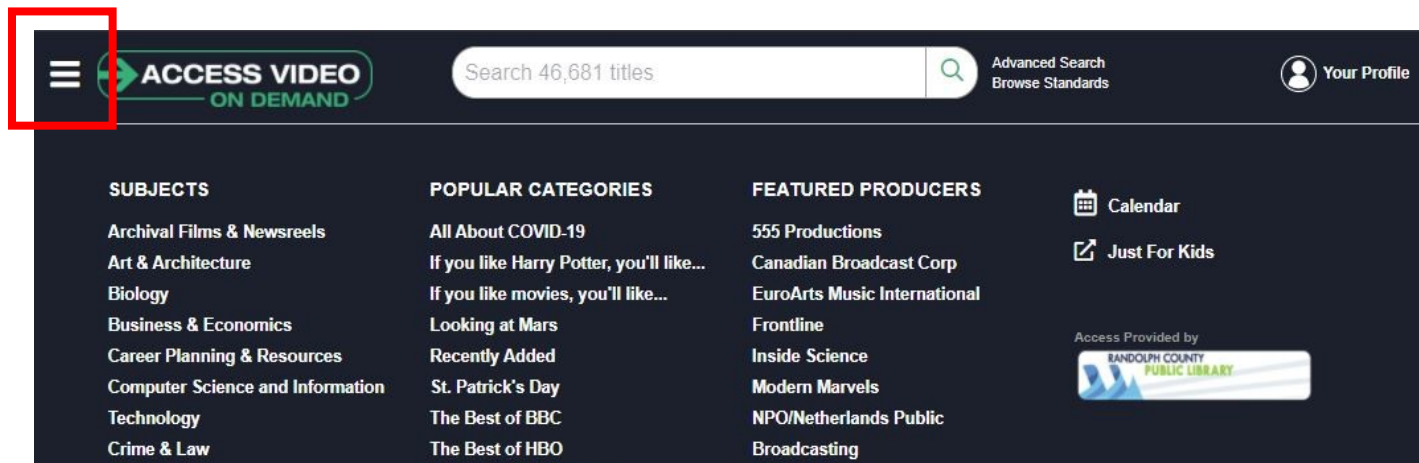 ACCESS VIDEO
ON DEMAND
Search 46,681 titles
Advanced Search
Browse Standards
Your Profile
SUBJECTS
Archival Films & Newsreels
Art & Architecture
Biology
Business & Economics
Career Planning & Resources
Computer Science and Information
Technology
Crime & Law
POPULAR CATEGORIES
All About COVID-19
If you like Harry Potter, you'll like...
If you like movies, you'll like...
Looking at Mars
Recently Added
St. Patrick's Day
The Best of BBC
The Best of HBO
FEATURED PRODUCERS
555 Productions
Canadian Broadcast Corp
EuroArts Music International
Frontline
Inside Science
Modern Marvels
NPO/Netherlands Public
Broadcasting
Calendar
Just For Kids
Access Provided by
RANDOLPH COUNTY
PUBLIC LIBRARY